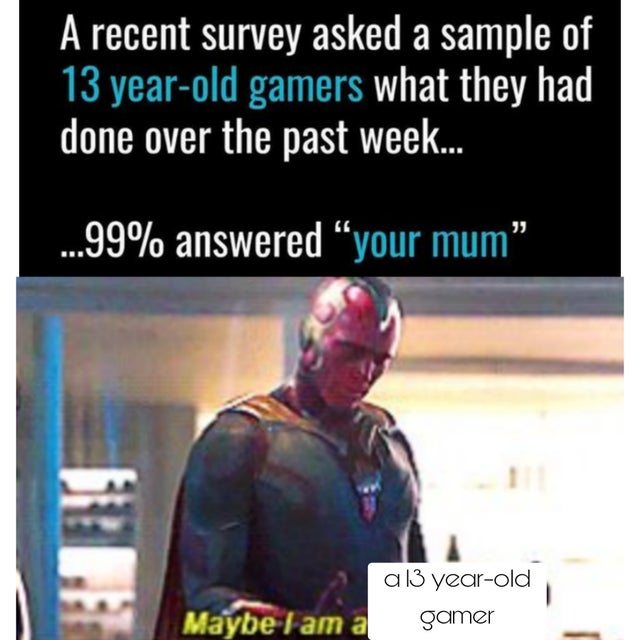 A recent survey asked a sample of
13 year-old gamers what they had
done over the past week...
...99% answered “your mum”
Maybe I am a
a 13 year-old
gamer